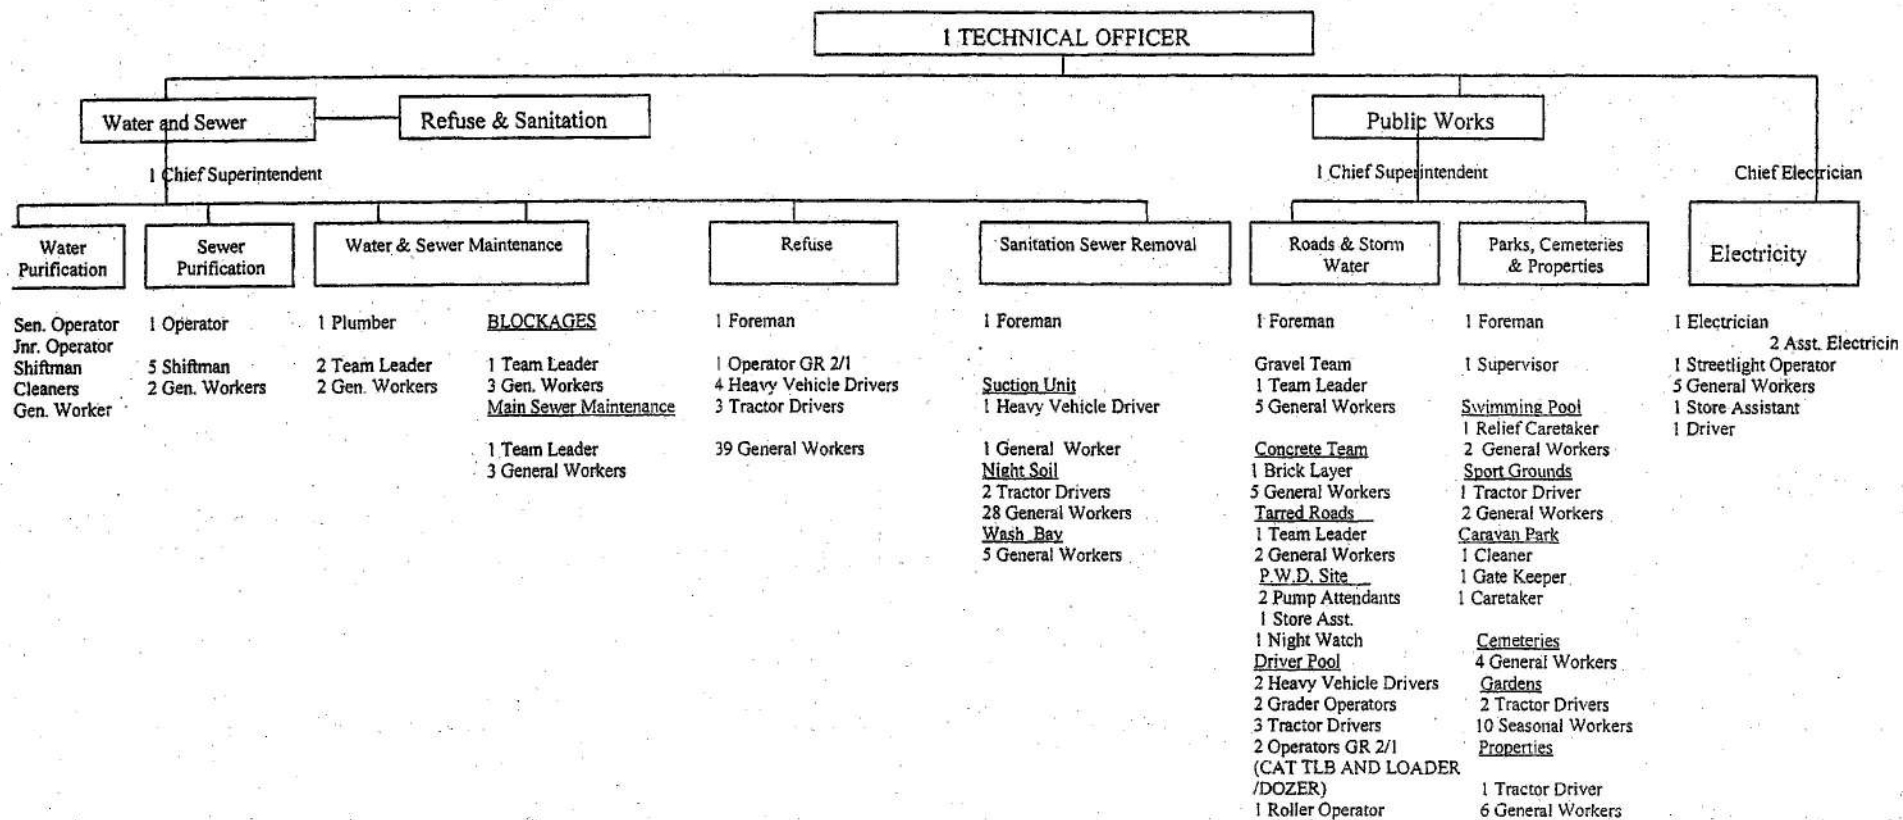 1 TECHNICAL OFFICER
Water and Sewer
Refuse & Sanitation
Public Works
1 Chief Superintendent
1 Chief Superintendent
Chief Electrician
Water
Purification
Sen. Operator
Jnr. Operator
Shiftman
Cleaners
Gen. Worker
Sewer
Purification
1 Operator
5 Shiftman
2 Gen. Workers
Water & Sewer Maintenance
1 Plumber
2 Team Leader
2 Gen. Workers
BLOCKAGES
1 Team Leader
3 Gen. Workers
Main Sewer Maintenance
1 Team Leader
3 General Workers
Refuse
1 Foreman
1 Operator GR 2/1
4 Heavy Vehicle Drivers
3 Tractor Drivers
39 General Workers
Sanitation Sewer Removal
1 Foreman
Suction Unit
1 Heavy Vehicle Driver
1 General Worker
Night Soil
2 Tractor Drivers
28 General Workers
Wash Bay
5 General Workers
Roads & Storm
Water
1 Foreman
Gravel Team
1 Team Leader
5 General Workers
Concrete Team
1 Brick Layer
5 General Workers
Tarred Roads
1 Team Leader
2 General Workers
P.W.D. Site
2 Pump Attendants
1 Store Asst.
1 Night Watch
Driver Pool
2 Heavy Vehicle Drivers
2 Grader Operators
3 Tractor Drivers
2 Operators GR 2/1
(CAT TLB AND LOADER
/DOZER)
1 Roller Operator
Parks, Cemeteries
& Properties
1 Foreman
1 Supervisor
Swimming Pool
1 Relief Caretaker
2 General Workers
Sport Grounds
1 Tractor Driver
2 General Workers
Caravan Park
1 Cleaner
1 Gate Keeper
1 Caretaker
Cemeteries
4 General Workers
Gardens
2 Tractor Drivers
10 Seasonal Workers
Properties
1 Tractor Driver
6 General Workers
Electricity
1 Electrician
2 Asst. Electricin
1 Streetlight Operator
5 General Workers
1 Store Assistant
1 Driver